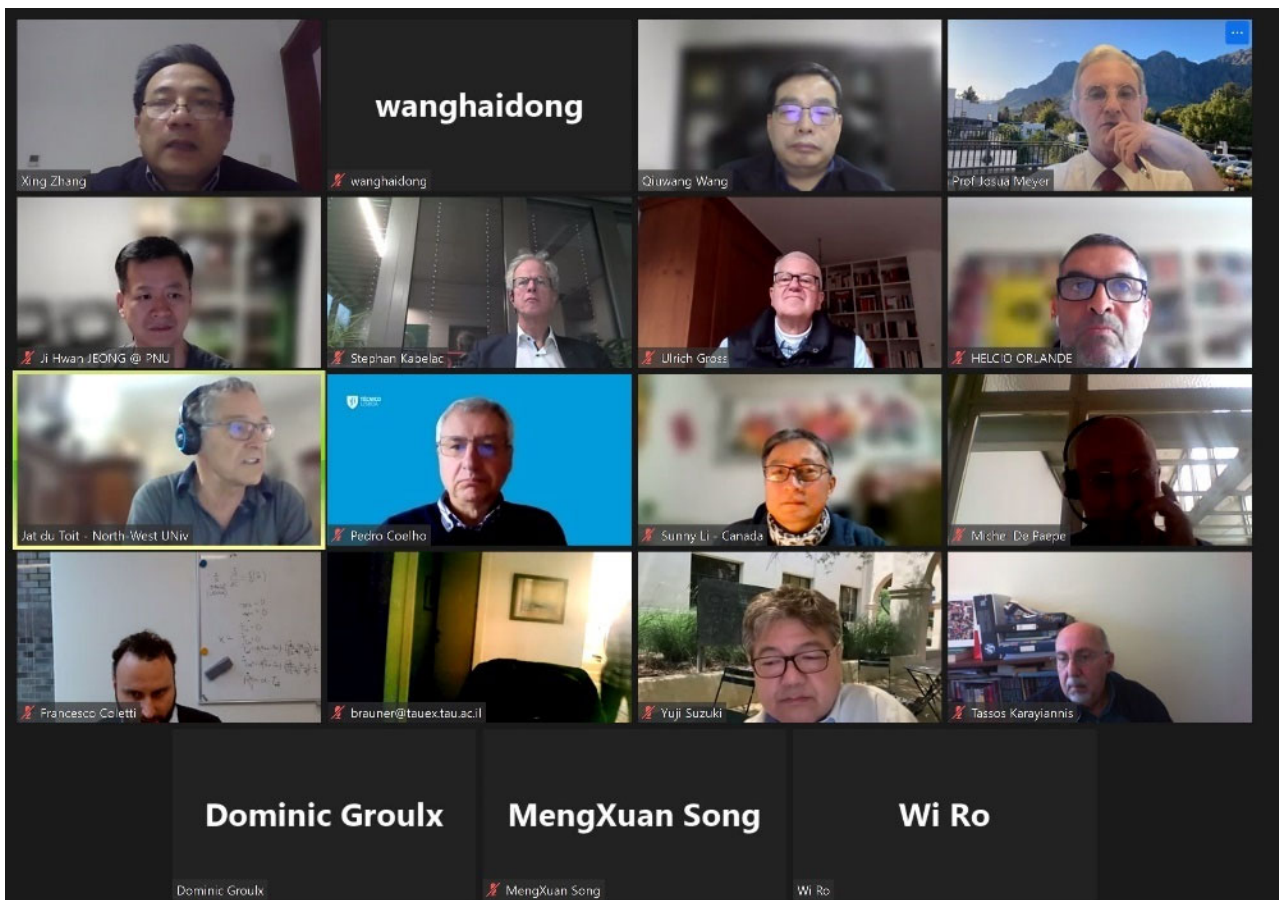 wanghaidong
Xing Zhang
wanghaidong
Qiuwang Wang
Prof Josua Meyer
Ji Hwan JEONG @ PNU
Stephan Kabelac
Ulrich Gross
HELCIO ORLANDE
TÉCNICO
LISBOA
Jat du Toit - North-West UNiv
Pedro Coelho
Sunny Li - Canada
Michel De Paepe
Francesco Coletti
brauner@tauex.tau.ac.il
Yuji Suzuki
Tassos Karayiannis
Dominic Groulx
MengXuan Song
Wi Ro
Dominic Groulx
MengXuan Song
Wi Ro